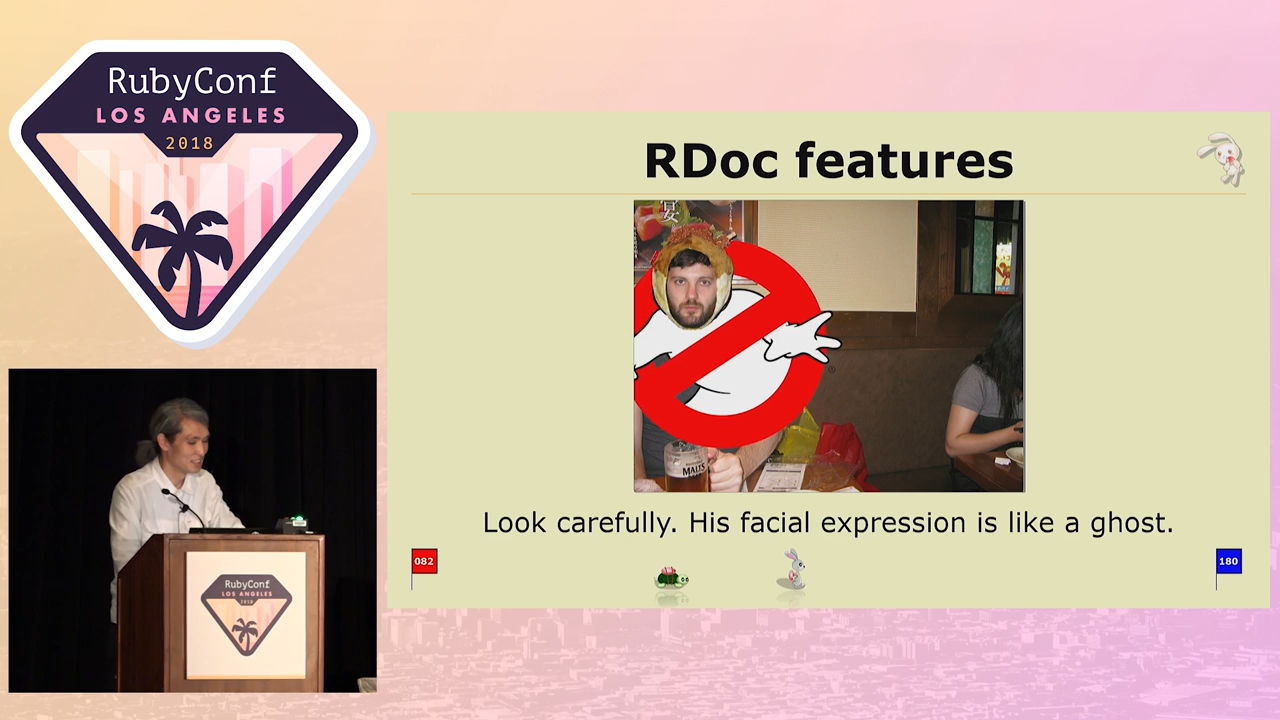 RubyConf
LOS ANGELES
2018
RDoc features
宴
MALTS
Look carefully. His facial expression is like a ghost.
082
180
RubyConf
LOS ANGELES
2018